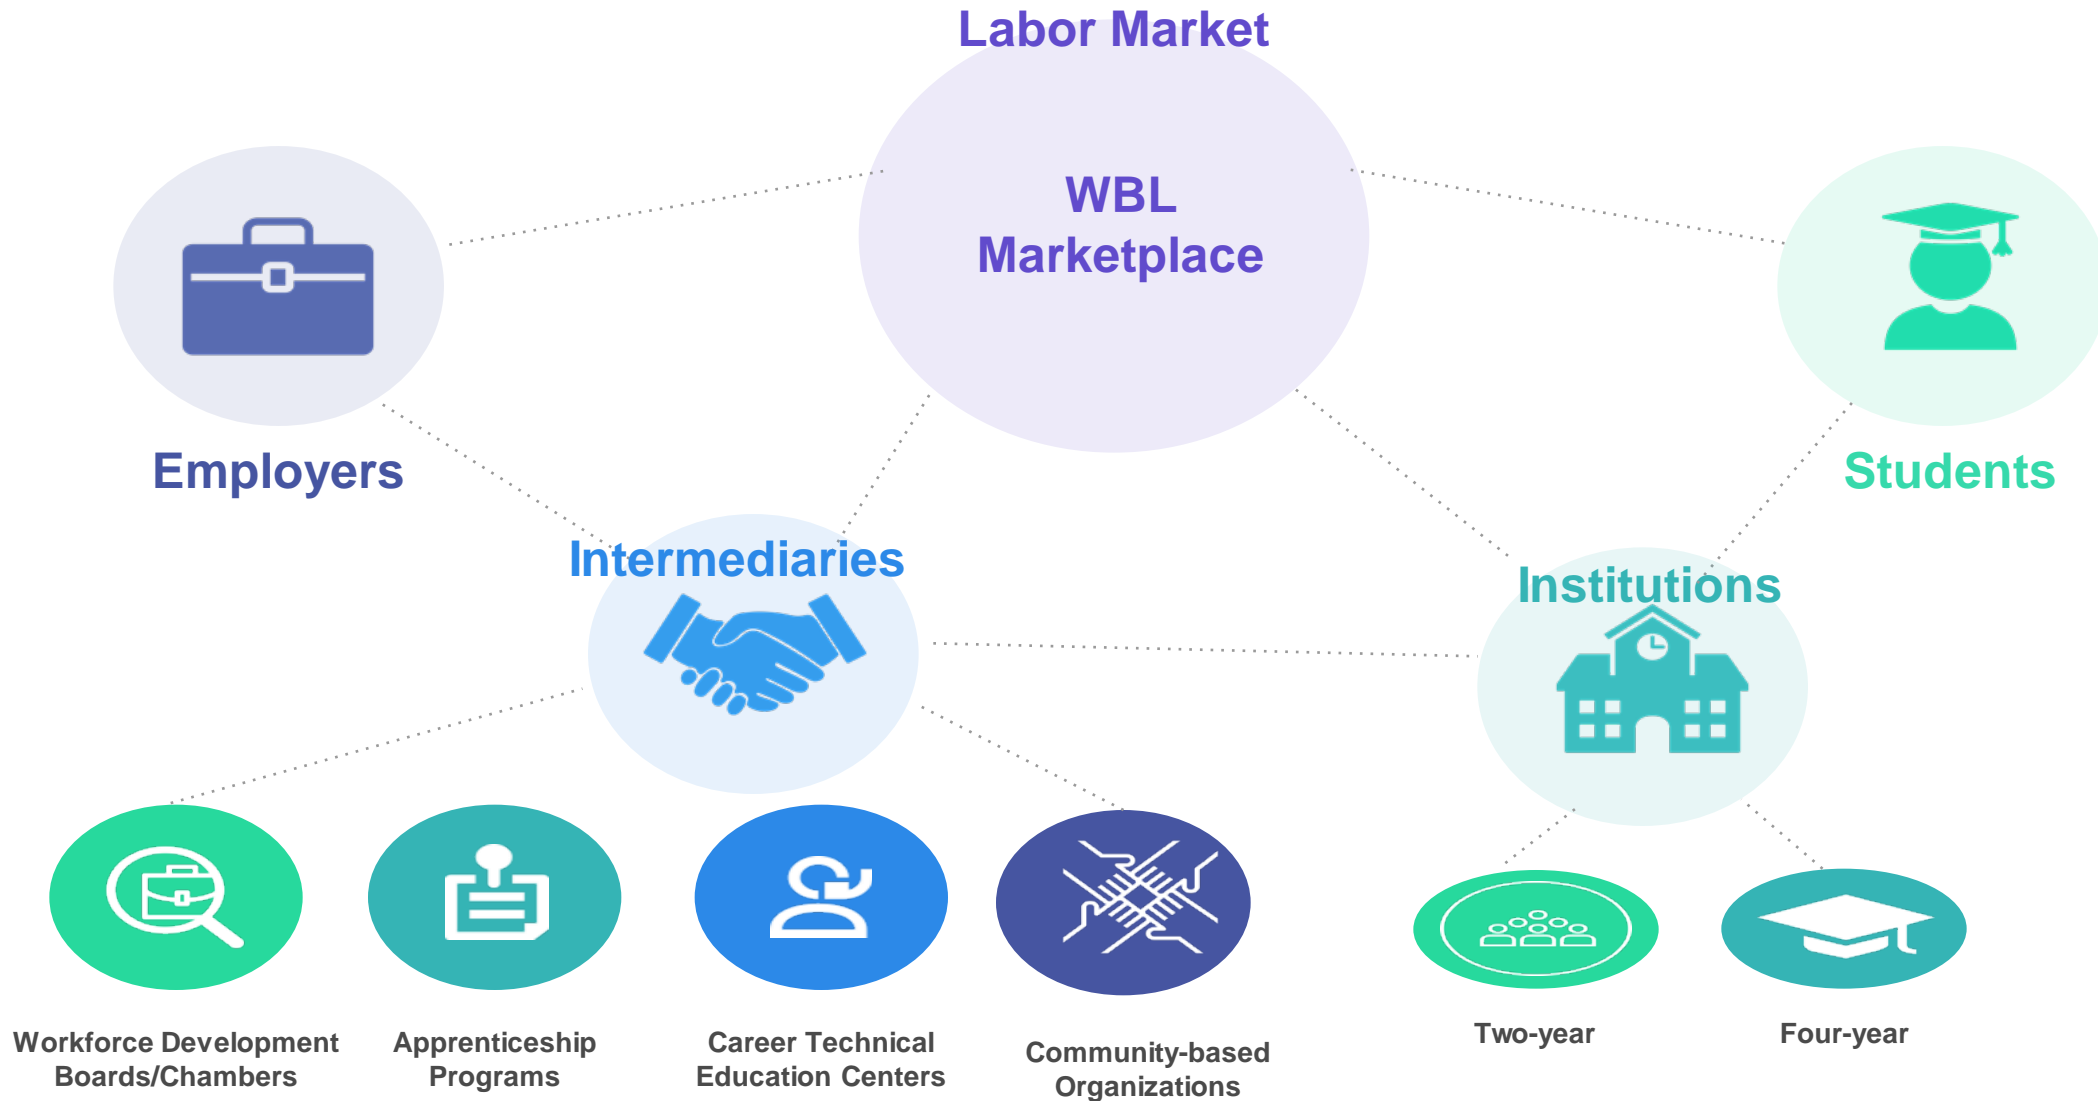 Labor Market
WBL
Marketplace
Employers
Students
Intermediaries
Institutions
Workforce Development
Boards/Chambers
Apprenticeship
Programs
Career Technical
Education Centers
Community-based
Organizations
Two-year
Four-year